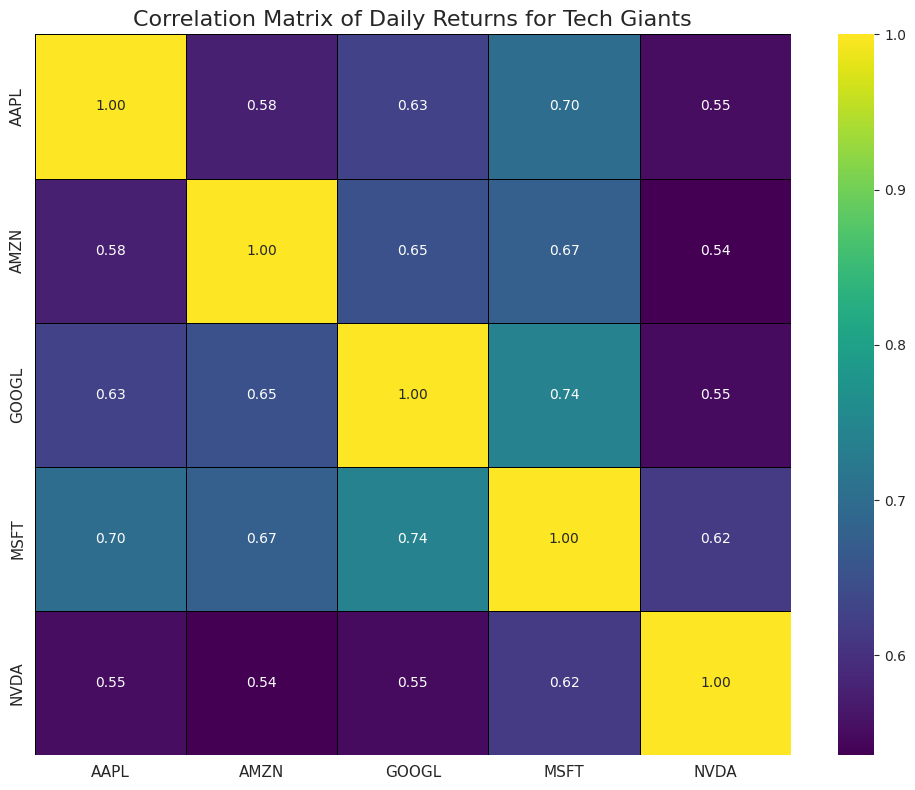 Correlation Matrix of Daily Returns for Tech Giants
AAPL 1.00 0.58 0.63 0.70 0.55
AMZN 0.58 1.00 0.65 0.67 0.54
GOOGL 0.63 0.65 1.00 0.74 0.55
MSFT 0.70 0.67 0.74 1.00 0.62
NVDA 0.55 0.54 0.55 0.62 1.00
AAPL AMZN GOOGL MSFT NVDA
1.0
0.9
0.8
0.7
0.6